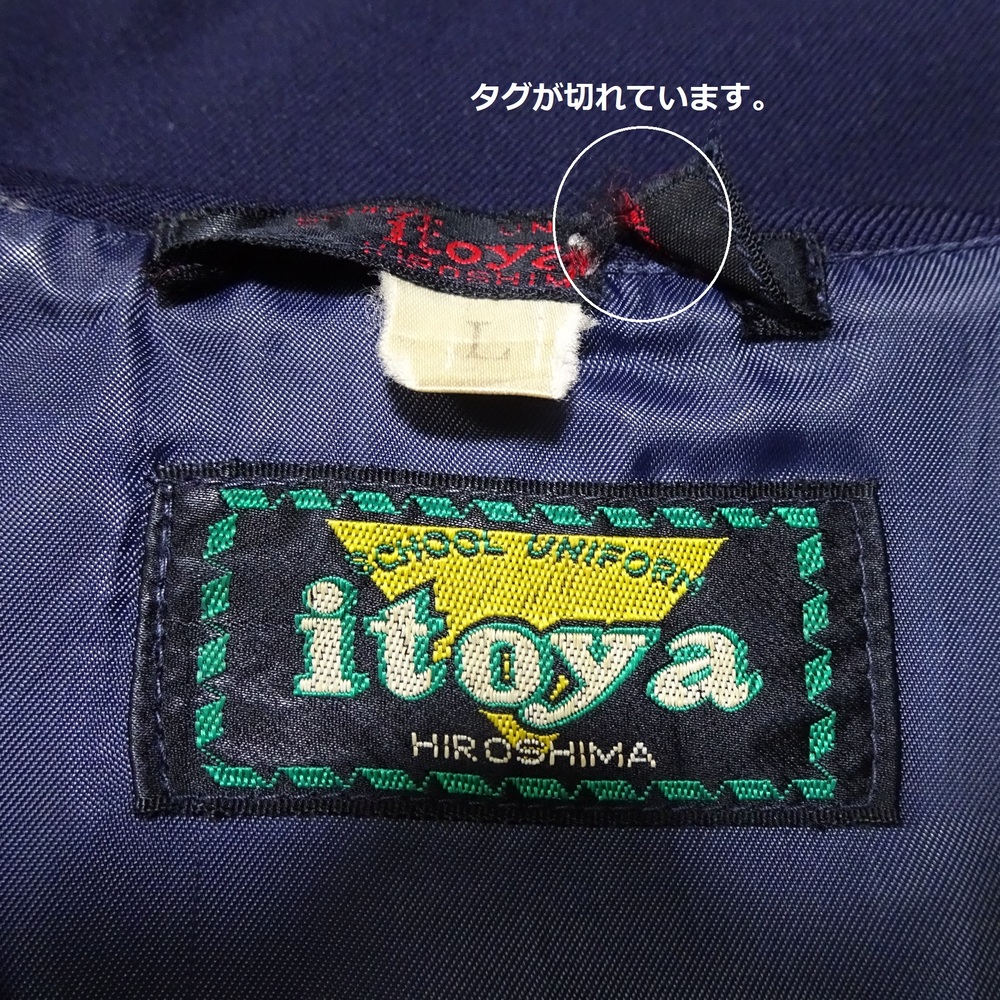 タグが切れています。
itoya
HIROSHIMA
L
SCHOOL UNIFORM
itoya
HIROSHIMA